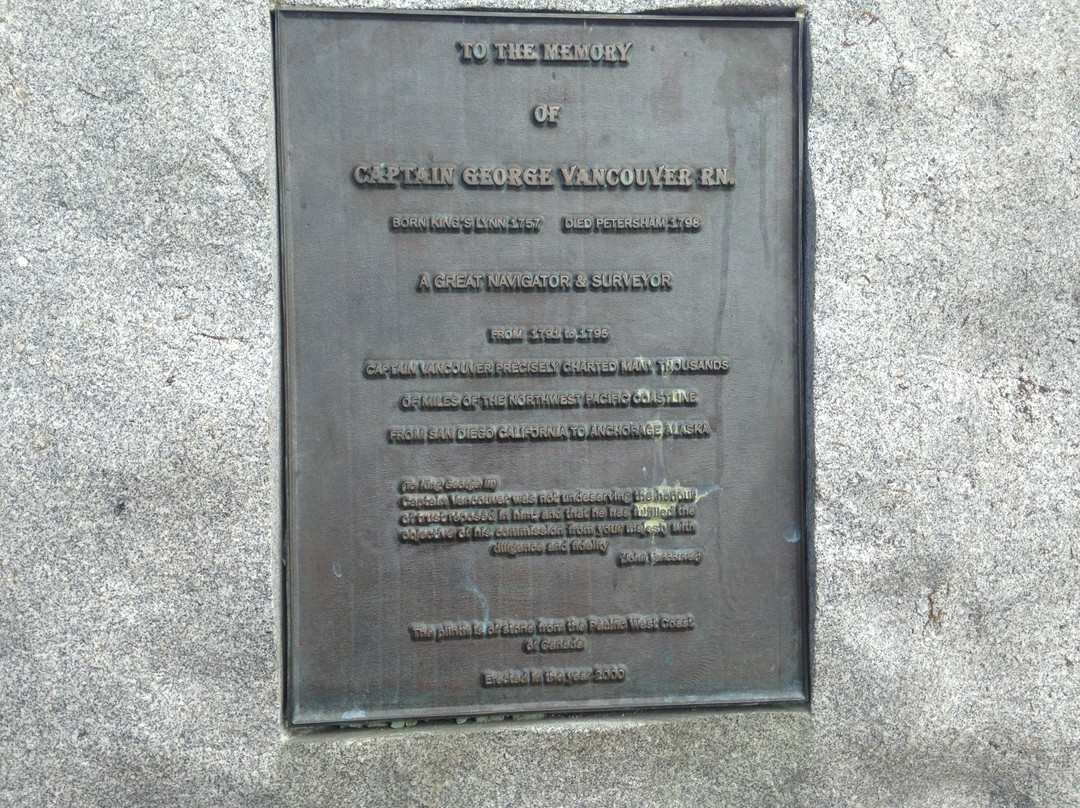 TO THE MEMORY
OF
CAPTAIN GEORGE VANCOUVER RN.
BORN KING'S LYNN 1757 DIED PETERSHAM 1798
A GREAT NAVIGATOR & SURVEYOR
FROM 1791 to 1795
CAPTAIN VANCOUVER PRECISELY CHARTED MANY THOUSANDS
OF MILES OF THE NORTHWEST PACIFIC COASTLINE
FROM SAN DIEGO CALIFORNIA TO ANCHORAGE ALASKA
(To King George III)
Captain Vancouver was not undeserving the honour
of trust reposed in him, and that he has fulfilled the
objective of his commission from your majesty with
diligence and fidelity
(John Vancouver)
The plinth is of stone from the Pacific West Coast
of Canada
Erected in the year 2000